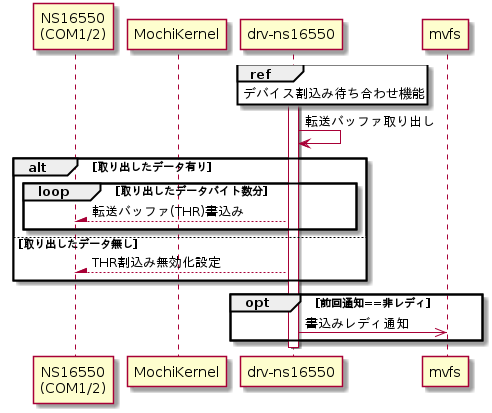 NS16550
(COM1/2)
MochiKernel
drv-ns16550
mvfs
ref
デバイス割込み待ち合わせ機能
転送バッファ取り出し
alt
[取り出したデータ有り]
loop
[取り出したデータバイト数分]
転送バッファ(THR)書込み
[取り出したデータ無し]
THR割込み無効化設定
opt
[前回通知==非レディ]
書込みレディ通知
NS16550
(COM1/2)
MochiKernel
drv-ns16550
mvfs